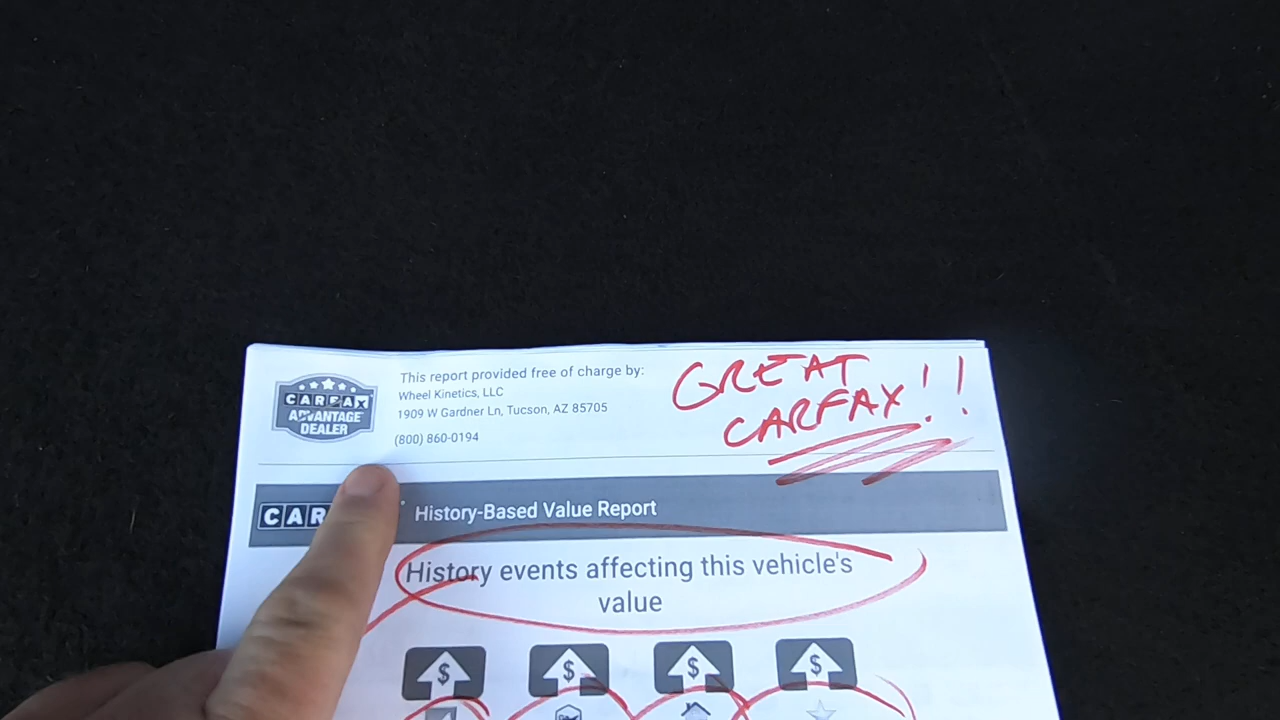 This report provided free of charge by:
Wheel Kinetics, LLC
1909 W Gardner Ln, Tucson, AZ 85705
(800) 860-0194
CARFAX
ADVANTAGE
DEALER
GREAT
CARFAX!!
CAR
History-Based Value Report
History events affecting this vehicle's
value
$ $ $ $